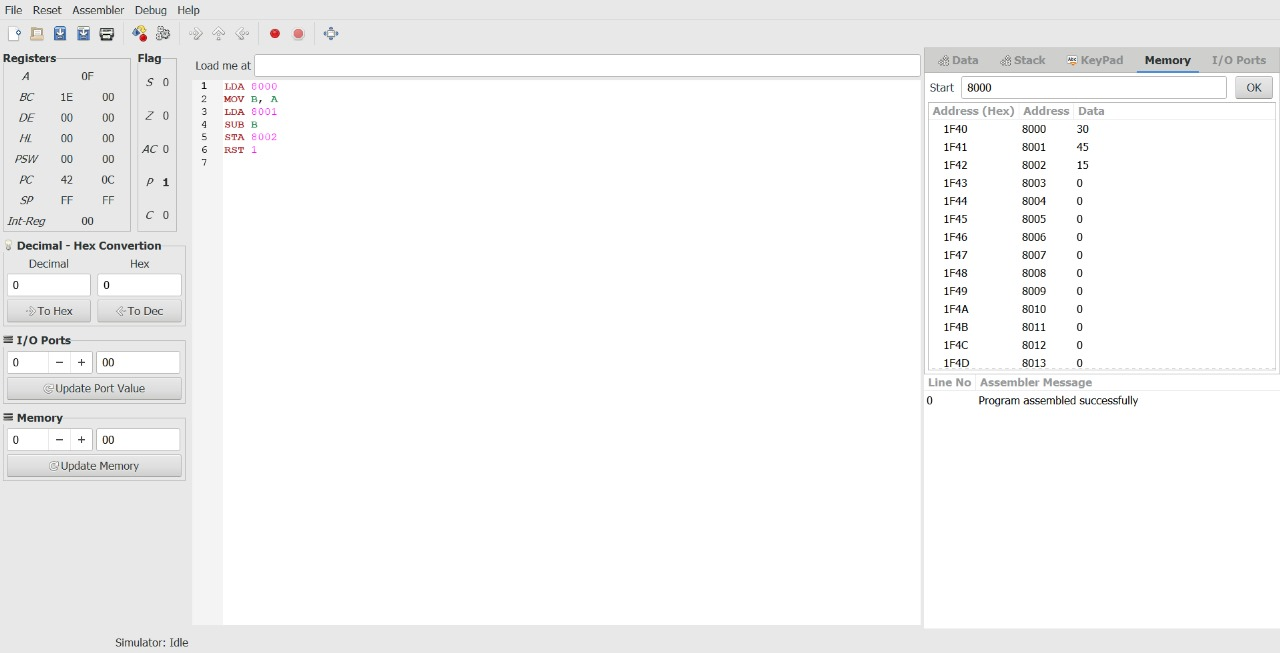 File Reset Assembler Debug Help
Registers
A 0F
BC 1E 00
DE 00 00
HL 00 00
PSW 00 00
PC 42 0C
SP FF FF
Int-Reg 00
Flag
S 0
Z 0
AC 0
P 1
C 0
Decimal - Hex Convertion
Decimal Hex
0 0
To Hex To Dec
I/O Ports
0 − + 00
Update Port Value
Memory
0 − + 00
Update Memory
Load me at
1 LDA 8000
2 MOV B, A
3 LDA 8001
4 SUB B
5 STA 8002
6 RST 1
7
Data Stack KeyPad Memory I/O Ports
Start 8000 OK
Address (Hex) Address Data
1F40 8000 30
1F41 8001 45
1F42 8002 15
1F43 8003 0
1F44 8004 0
1F45 8005 0
1F46 8006 0
1F47 8007 0
1F48 8008 0
1F49 8009 0
1F4A 8010 0
1F4B 8011 0
1F4C 8012 0
1F4D 8013 0
Line No Assembler Message
0 Program assembled successfully
Simulator: Idle